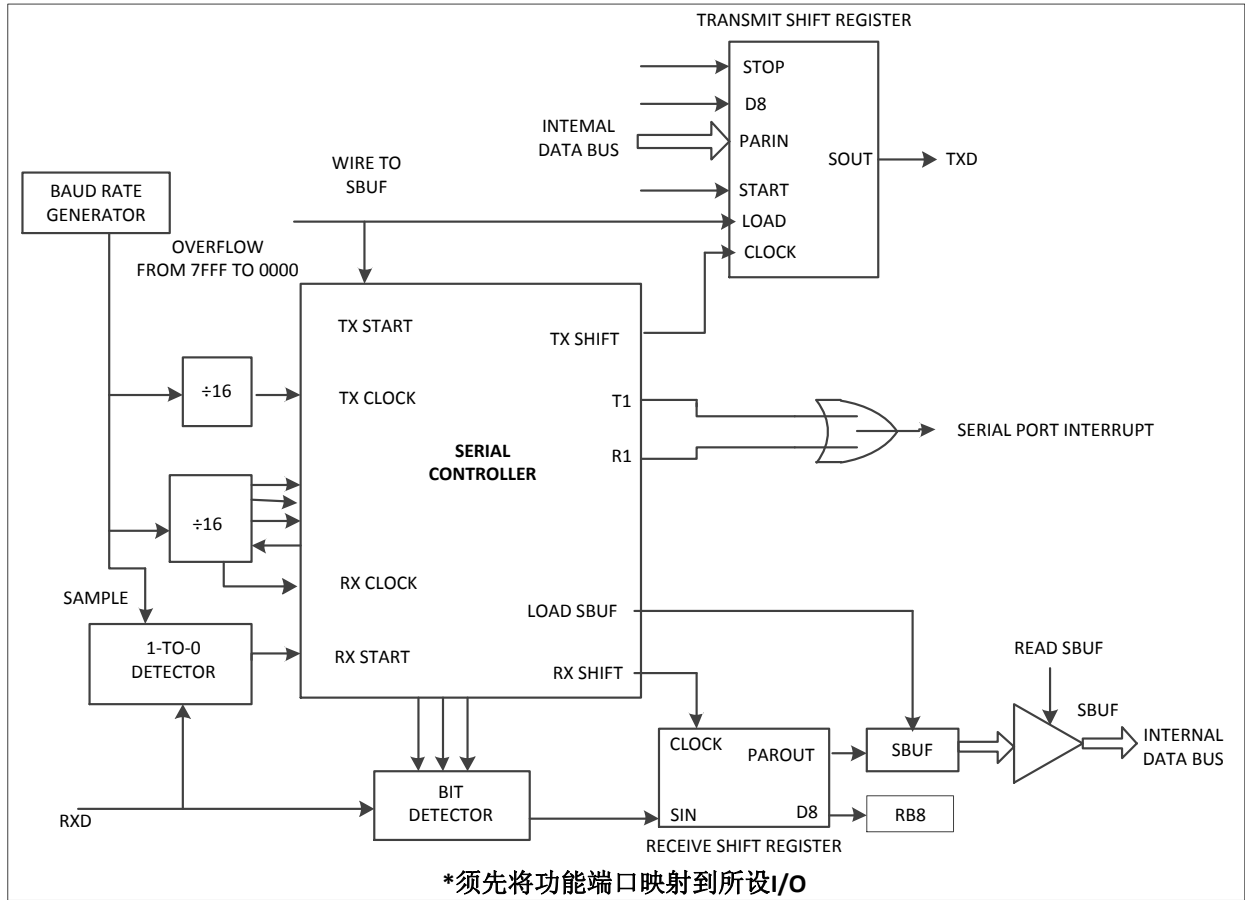 TRANSMIT SHIFT REGISTER
STOP
D8
INTEMAL
DATA BUS
PARIN
SOUT
TXD
WIRE TO
SBUF
START
BAUD RATE
GENERATOR
LOAD
OVERFLOW
FROM 7FFF TO 0000
CLOCK
TX START
TX SHIFT
÷16
TX CLOCK
T1
SERIAL PORT INTERRUPT
SERIAL
CONTROLLER
R1
÷16
RX CLOCK
SAMPLE
LOAD SBUF
1-TO-0
DETECTOR
RX START
RX SHIFT
READ SBUF
SBUF
CLOCK
PAROUT
SBUF
INTERNAL
DATA BUS
BIT
DETECTOR
RXD
SIN
D8
RB8
RECEIVE SHIFT REGISTER
*须先将功能端口映射到所设I/O